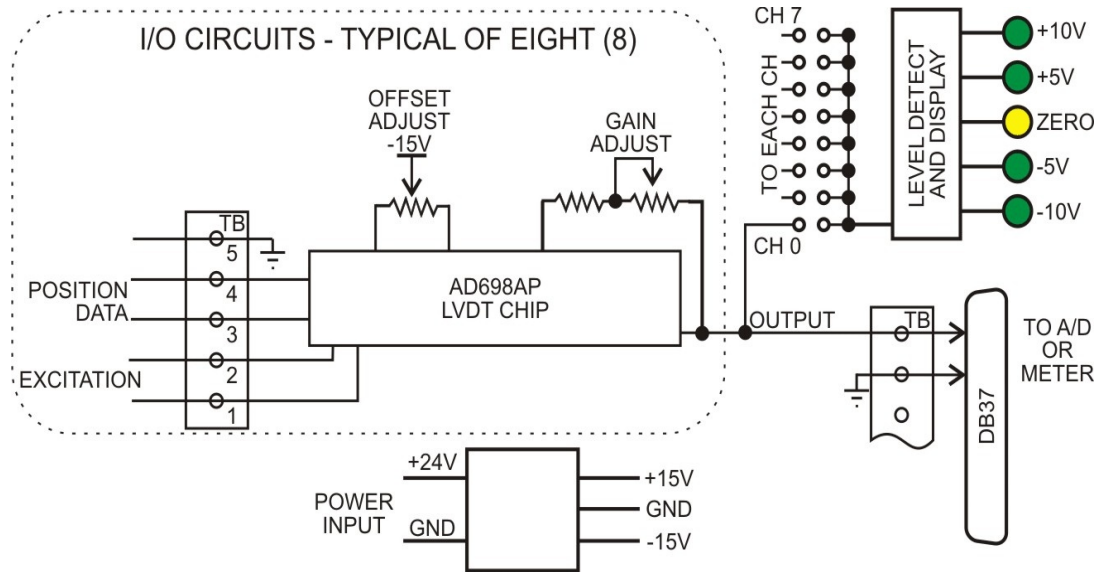 I/O CIRCUITS - TYPICAL OF EIGHT (8)
OFFSET
ADJUST
-15V
GAIN
ADJUST
TB
5
4
3
2
1
POSITION
DATA
EXCITATION
AD698AP
LVDT CHIP
CH 7
TO EACH CH
CH 0
LEVEL DETECT
AND DISPLAY
+10V
+5V
ZERO
-5V
-10V
OUTPUT
TB
TO A/D
OR
METER
DB37
POWER
INPUT
+24V
GND
+15V
GND
-15V